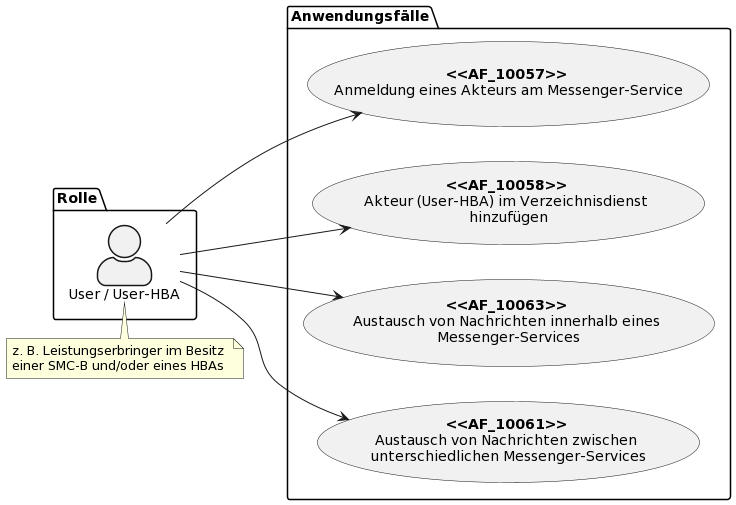 Anwendungsfälle
<<AF_10057>>
Anmeldung eines Akteurs am Messenger-Service
<<AF_10058>>
Akteur (User-HBA) im Verzeichnisdienst
hinzufügen
<<AF_10063>>
Austausch von Nachrichten innerhalb eines
Messenger-Services
<<AF_10061>>
Austausch von Nachrichten zwischen
unterschiedlichen Messenger-Services
Rolle
User / User-HBA
z. B. Leistungserbringer im Besitz
einer SMC-B und/oder eines HBAs